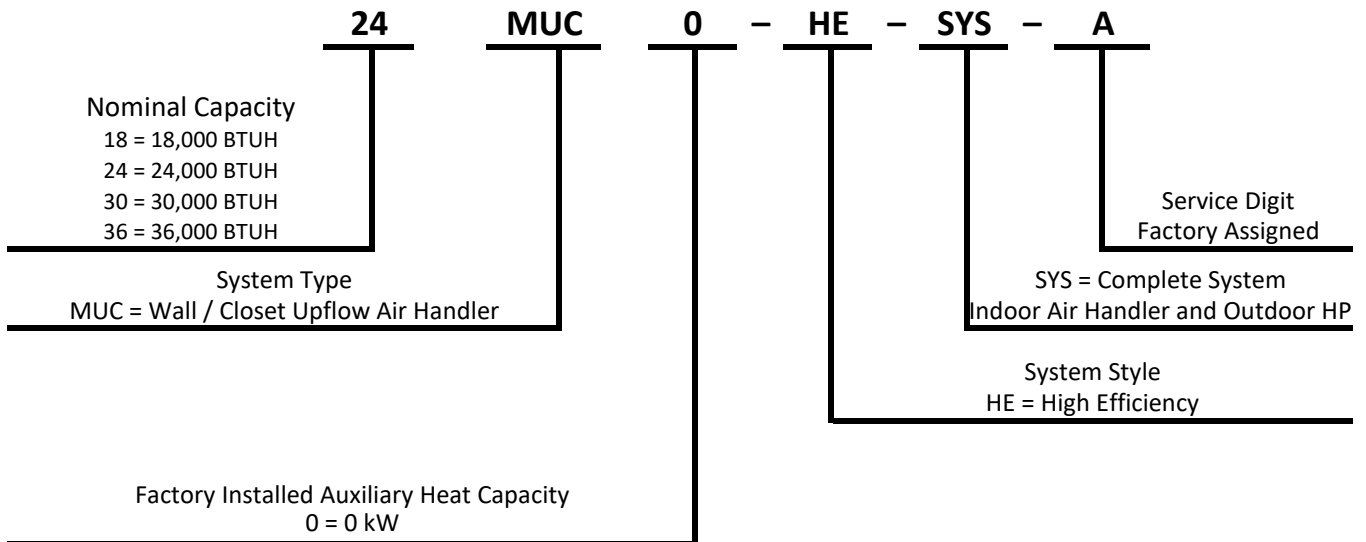 24 MUC 0 – HE – SYS – A
Nominal Capacity
18 = 18,000 BTUH
24 = 24,000 BTUH
30 = 30,000 BTUH
36 = 36,000 BTUH
Service Digit
Factory Assigned
System Type
MUC = Wall / Closet Upflow Air Handler
SYS = Complete System
Indoor Air Handler and Outdoor HP
System Style
HE = High Efficiency
Factory Installed Auxiliary Heat Capacity
0 = 0 kW